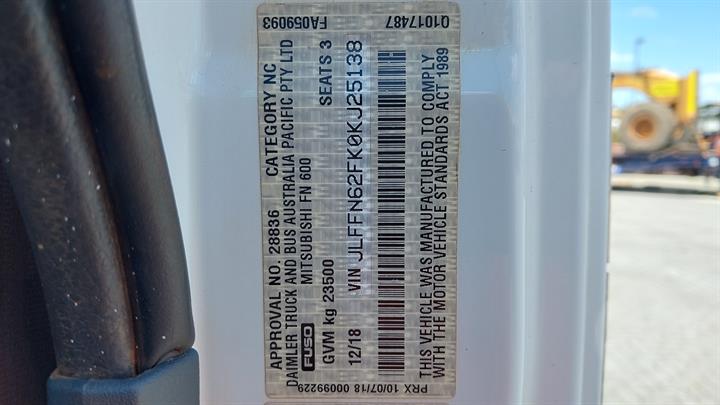 FA059093 Q1017487
APPROVAL NO. 28836 CATEGORY NC
DAIMLER TRUCK AND BUS AUSTRALIA PACIFIC PTY LTD
FUSO MITSUBISHI FN 600
GVM kg 23500 SEATS 3
12/18 VIN JLFFN62FK0KJ25138
THIS VEHICLE WAS MANUFACTURED TO COMPLY
WITH THE MOTOR VEHICLE STANDARDS ACT 1989
PRX 10/07/18 000099229